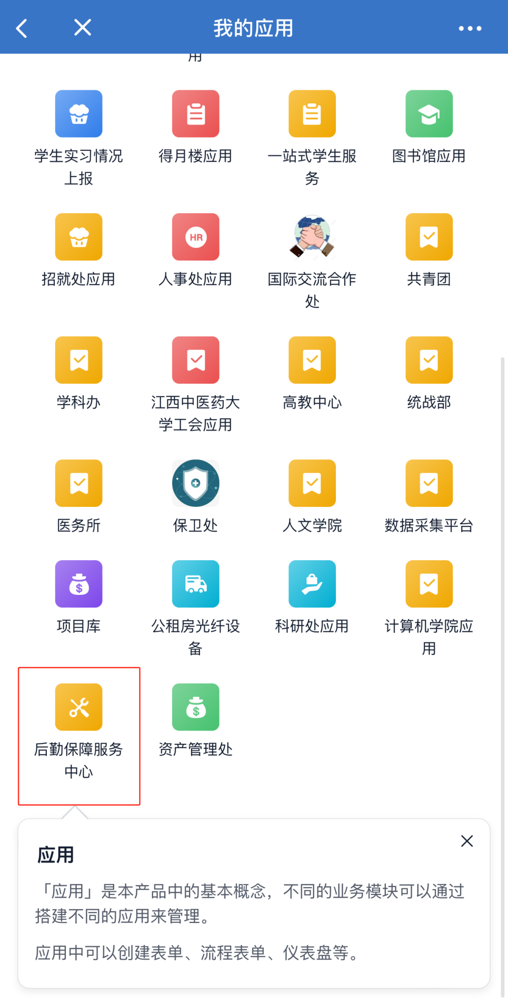 我的应用
用
学生实习情况
上报
得月楼应用
一站式学生服
务
图书馆应用
招就处应用
HR
人事处应用
国际交流合作
处
共青团
学科办
江西中医药大
学工会应用
高教中心
统战部
医务所
保卫处
人文学院
数据采集平台
$
项目库
公租房光纤设
备
科研处应用
计算机学院应
用
后勤保障服务
中心
$
资产管理处
应用
「应用」是本产品中的基本概念，不同的业务模块可以通过
搭建不同的应用来管理。
应用中可以创建表单、流程表单、仪表盘等。